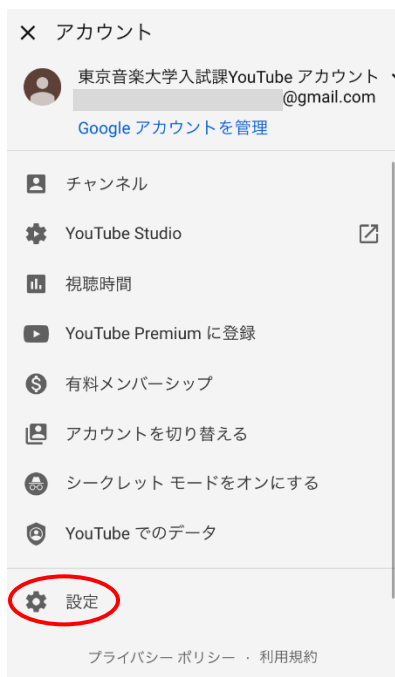 アカウント
東京音楽大学入試課YouTube アカウント
@gmail.com
Google アカウントを管理
チャンネル
YouTube Studio
視聴時間
YouTube Premium に登録
有料メンバーシップ
アカウントを切り替える
シークレット モードをオンにする
YouTube でのデータ
設定
プライバシー ポリシー · 利用規約